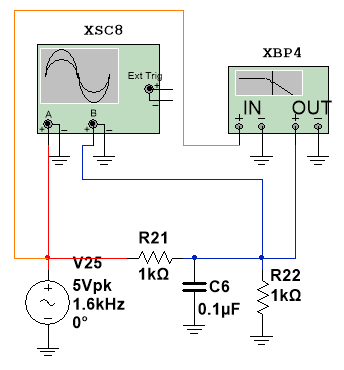 XSC8
XBP4
Ext Trig
+
-
A
B
+ - + -
IN OUT
+ - + -
R21
1kΩ
V25
5Vpk
1.6kHz
0°
C6
0.1µF
R22
1kΩ